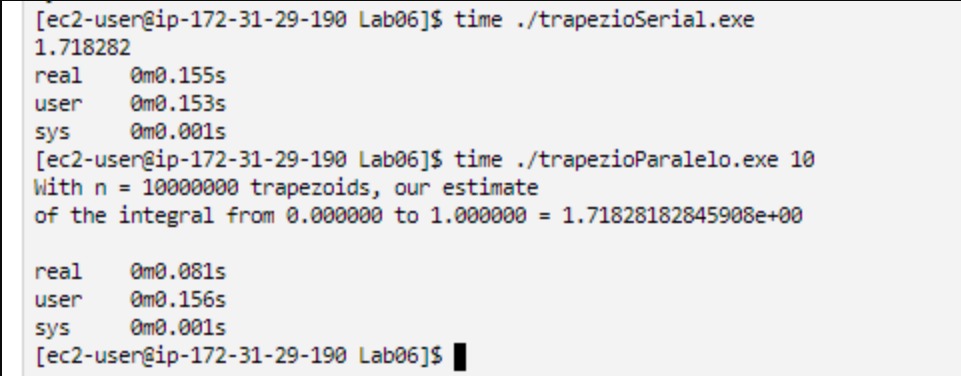 [ec2-user@ip-172-31-29-190 Lab06]$ time ./trapezioSerial.exe
1.718282
real    0m0.155s
user    0m0.153s
sys     0m0.001s
[ec2-user@ip-172-31-29-190 Lab06]$ time ./trapezioParalelo.exe 10
With n = 10000000 trapezoids, our estimate
of the integral from 0.000000 to 1.000000 = 1.71828182845908e+00
real    0m0.081s
user    0m0.156s
sys     0m0.001s
[ec2-user@ip-172-31-29-190 Lab06]$